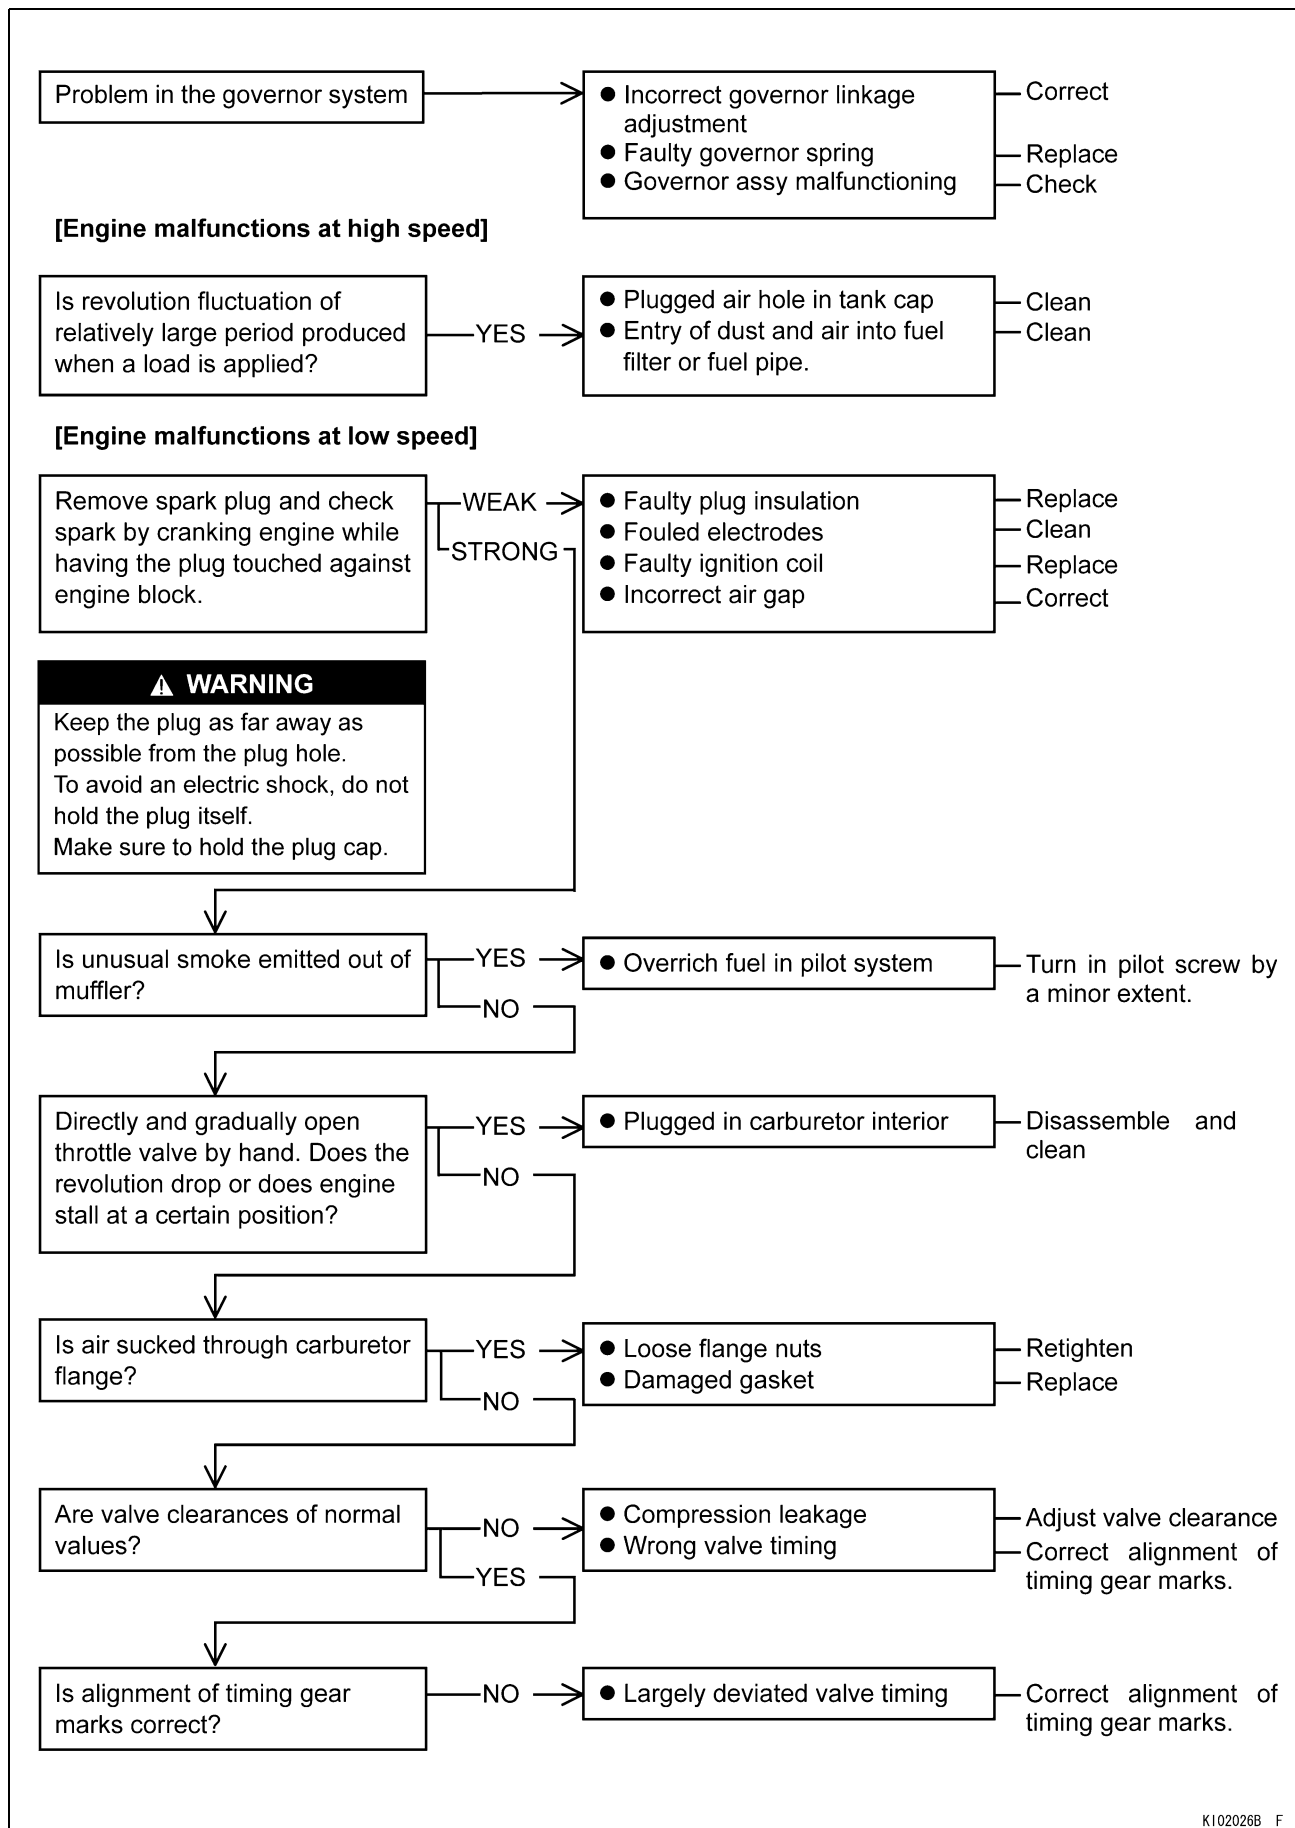 Problem in the governor system
● Incorrect governor linkage
adjustment
● Faulty governor spring
● Governor assy malfunctioning
Correct
Replace
Check
[Engine malfunctions at high speed]
Is revolution fluctuation of
relatively large period produced
when a load is applied?
YES
● Plugged air hole in tank cap
● Entry of dust and air into fuel
filter or fuel pipe.
Clean
Clean
[Engine malfunctions at low speed]
Remove spark plug and check
spark by cranking engine while
having the plug touched against
engine block.
WEAK
STRONG
● Faulty plug insulation
● Fouled electrodes
● Faulty ignition coil
● Incorrect air gap
Replace
Clean
Replace
Correct
⚠ WARNING
Keep the plug as far away as
possible from the plug hole.
To avoid an electric shock, do not
hold the plug itself.
Make sure to hold the plug cap.
Is unusual smoke emitted out of
muffler?
YES
NO
● Overrich fuel in pilot system
Turn in pilot screw by
a minor extent.
Directly and gradually open
throttle valve by hand. Does the
revolution drop or does engine
stall at a certain position?
YES
NO
● Plugged in carburetor interior
Disassemble and
clean
Is air sucked through carburetor
flange?
YES
NO
● Loose flange nuts
● Damaged gasket
Retighten
Replace
Are valve clearances of normal
values?
NO
YES
● Compression leakage
● Wrong valve timing
Adjust valve clearance
Correct alignment of
timing gear marks.
Is alignment of timing gear
marks correct?
NO
● Largely deviated valve timing
Correct alignment of
timing gear marks.
KI02026B F